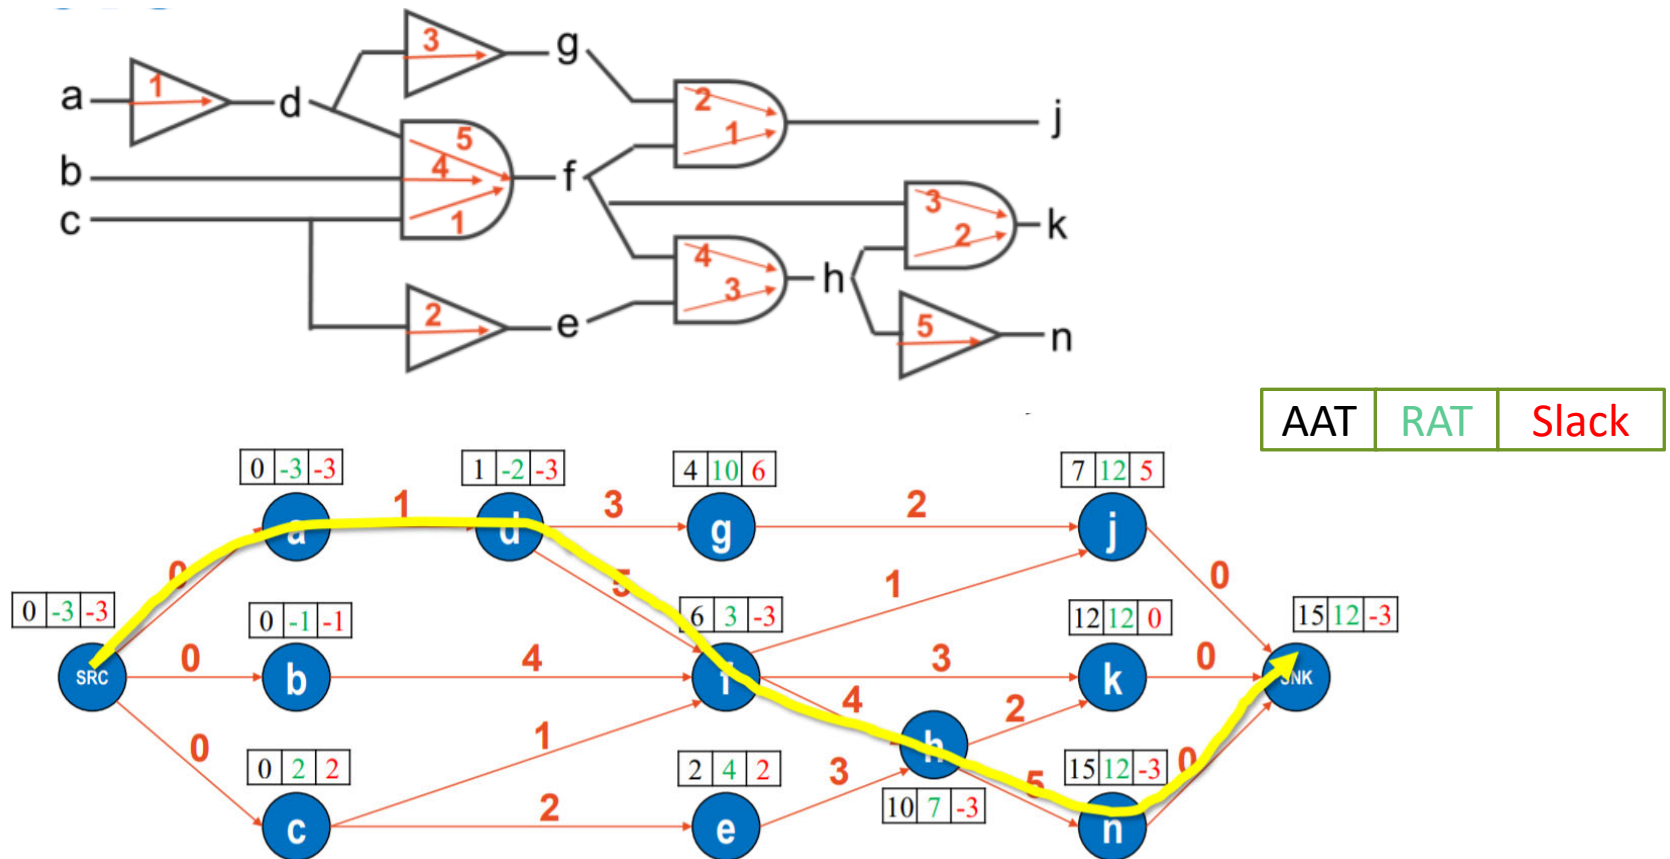 3 g
a 1 d 2 j
5 1
b 4 f
c 1 3 k
4 2
3 h
2 e 5 n
AAT RAT Slack
0 -3 -3 1 -2 -3 4 10 6 7 12 5
1 3 2
a d g j
0 5 1 0
0 -3 -3 0 -1 -1 6 3 -3 12 12 0 15 12 -3
0 4 3 0
SRC b f k SNK
4 2
0 1 h
0 2 2 2 4 2 3 15 12 -3 0
5
2 10 7 -3
c e n